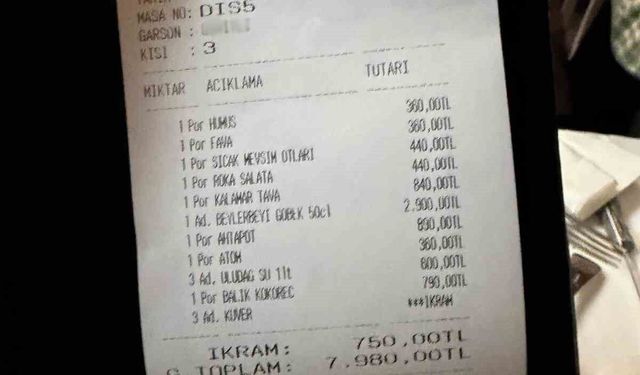 MASA NO: DIS5
GARSON :
KISI : 3
MIKTAR ACIKLAMA TUTARI
1 Por HUMUS 360,00TL
1 Por FAVA 360,00TL
1 Por SICAK MEVSIM OTLARI 440,00TL
1 Por ROKA SALATA 440,00TL
1 Por KALAMAR TAVA 840,00TL
1 Ad. BEYLERBEYI GOBEK 50cl 2.900,00TL
1 Por AHTAPOT 890,00TL
1 Por ATOM 360,00TL
3 Ad. ULUDAG SU 1lt 600,00TL
1 Por BALIK KOKOREC 790,00TL
3 Ad. KUVER ***IKRAM
IKRAM: 750,00TL
G.TOPLAM: 7.980,00TL